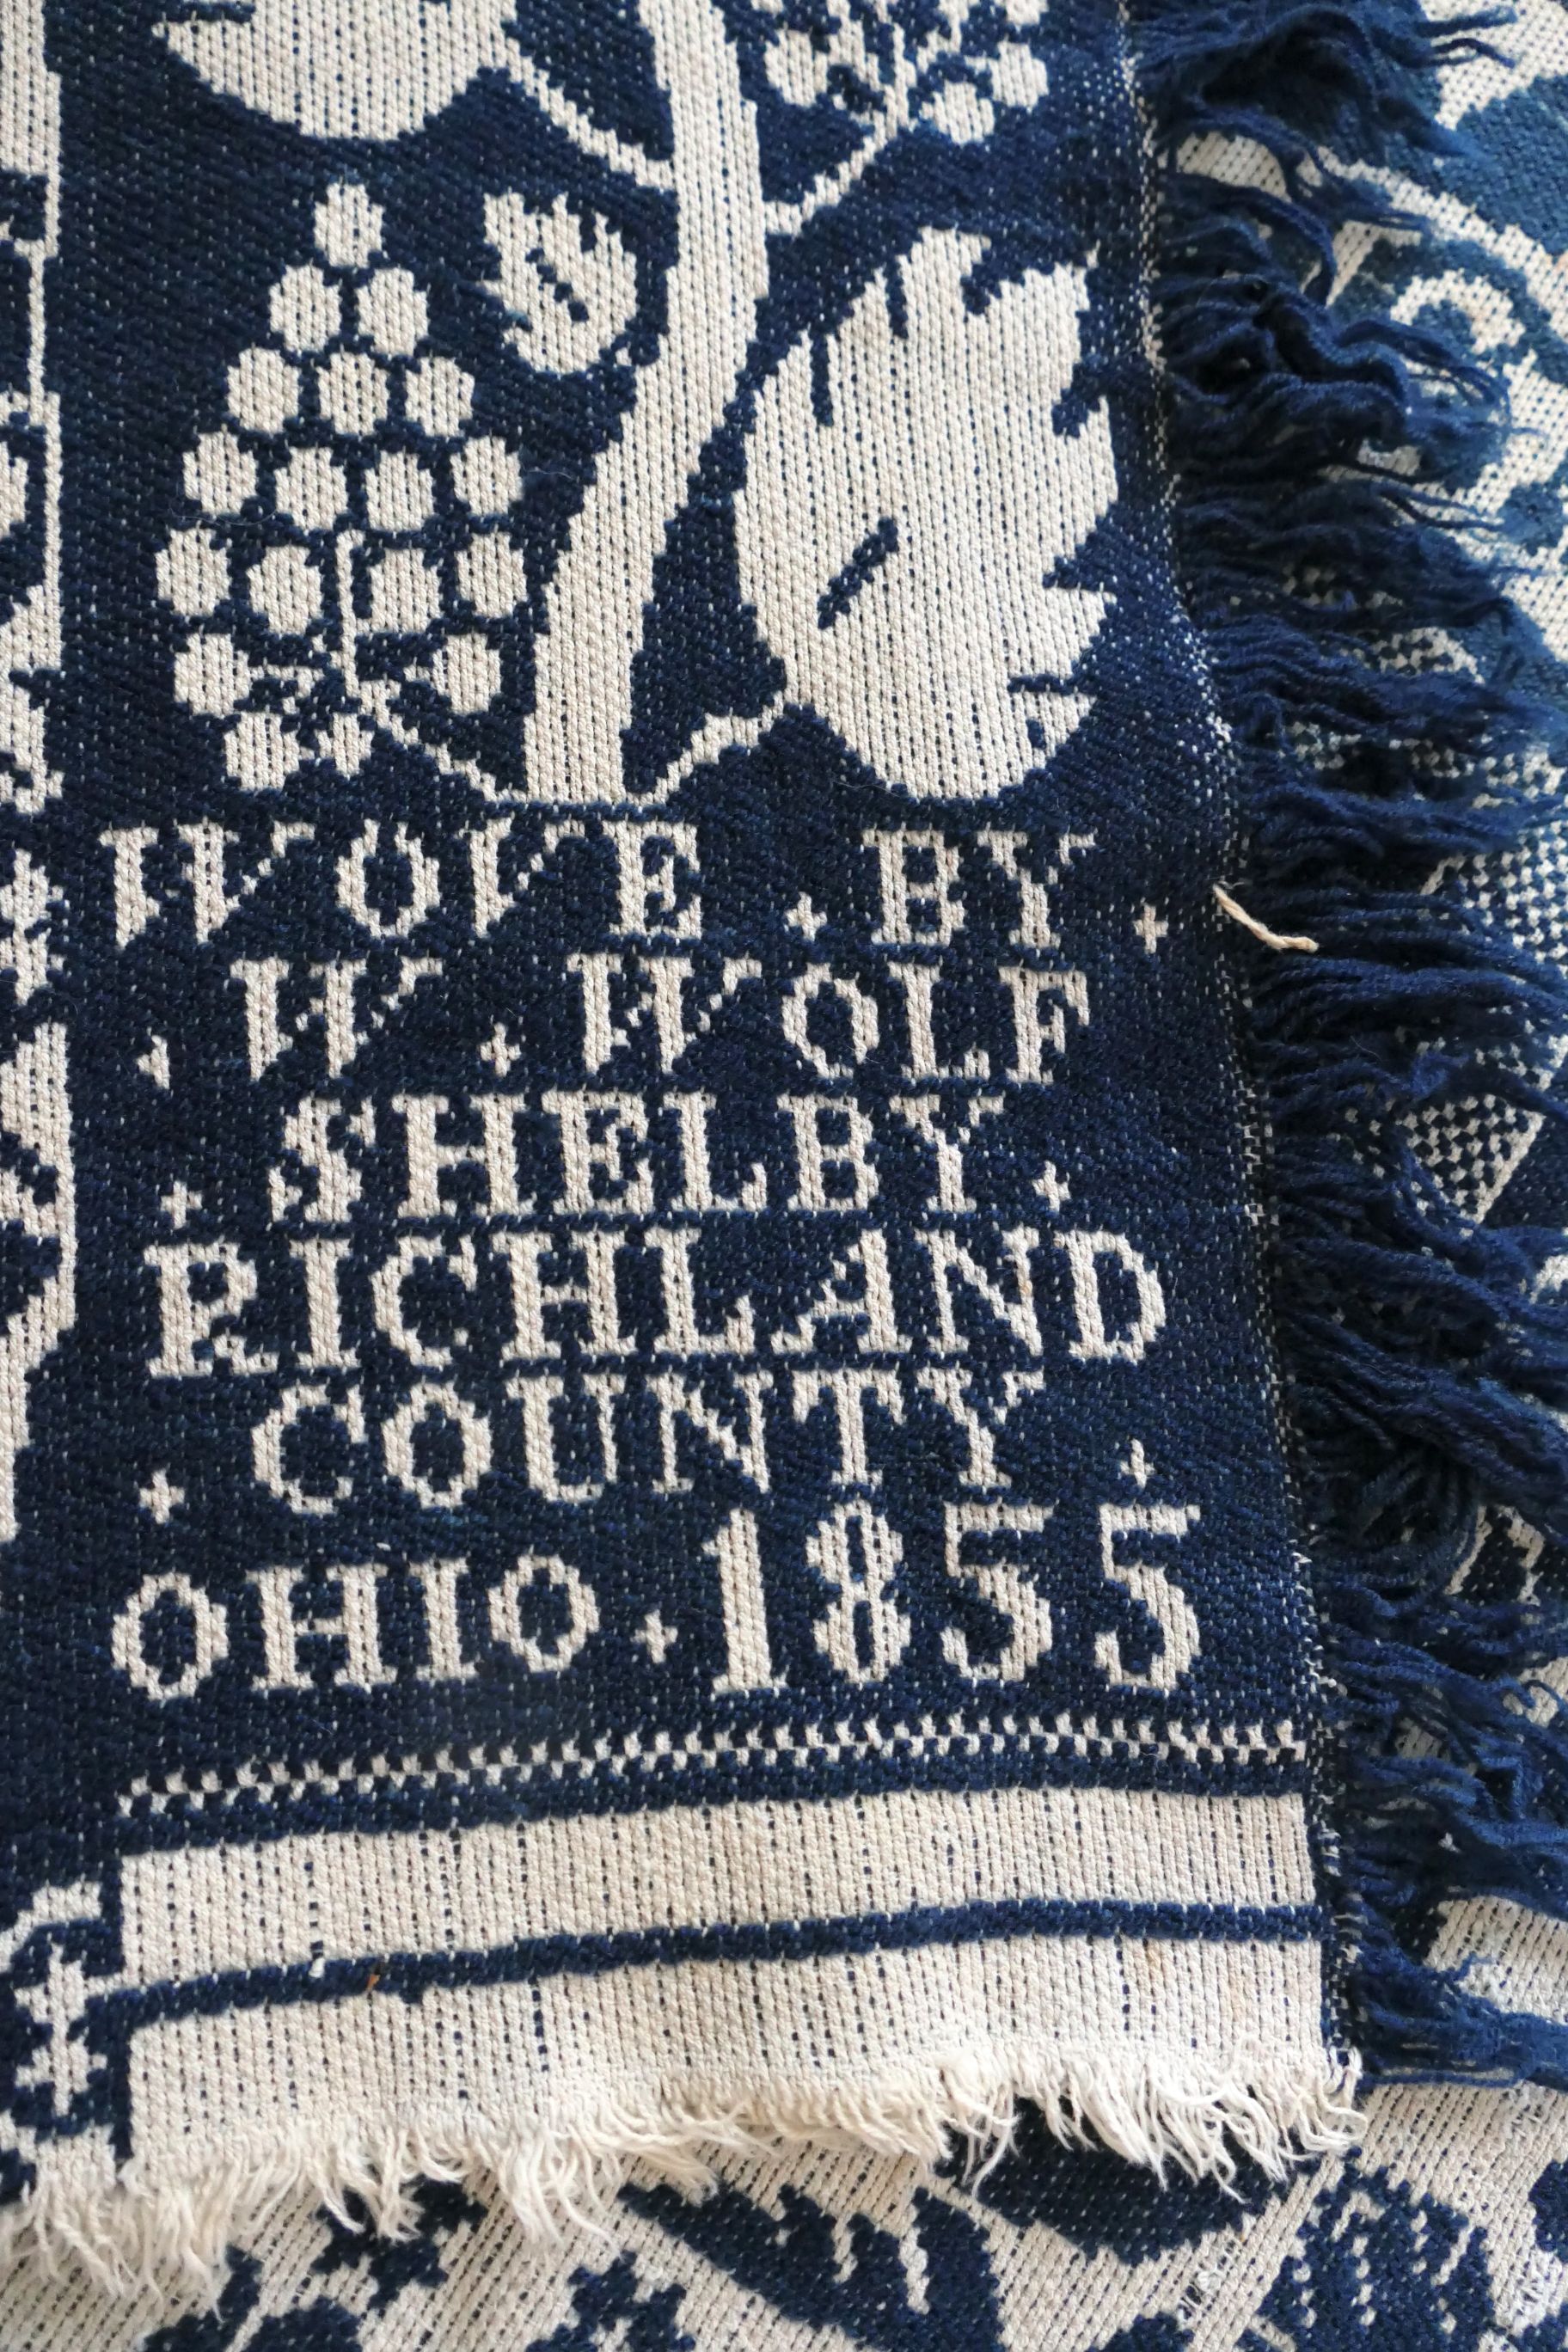 WOVE BY
W WOLF
SHELBY
RICHLAND
COUNTY
OHIO 1855